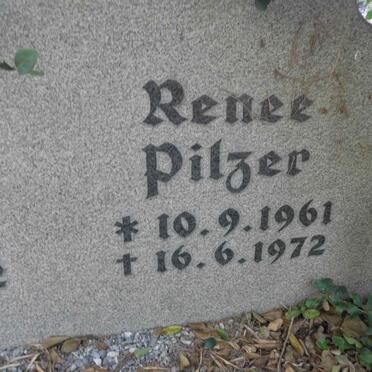 Renee
Pilzer
* 10.9.1961
† 16.6.1972